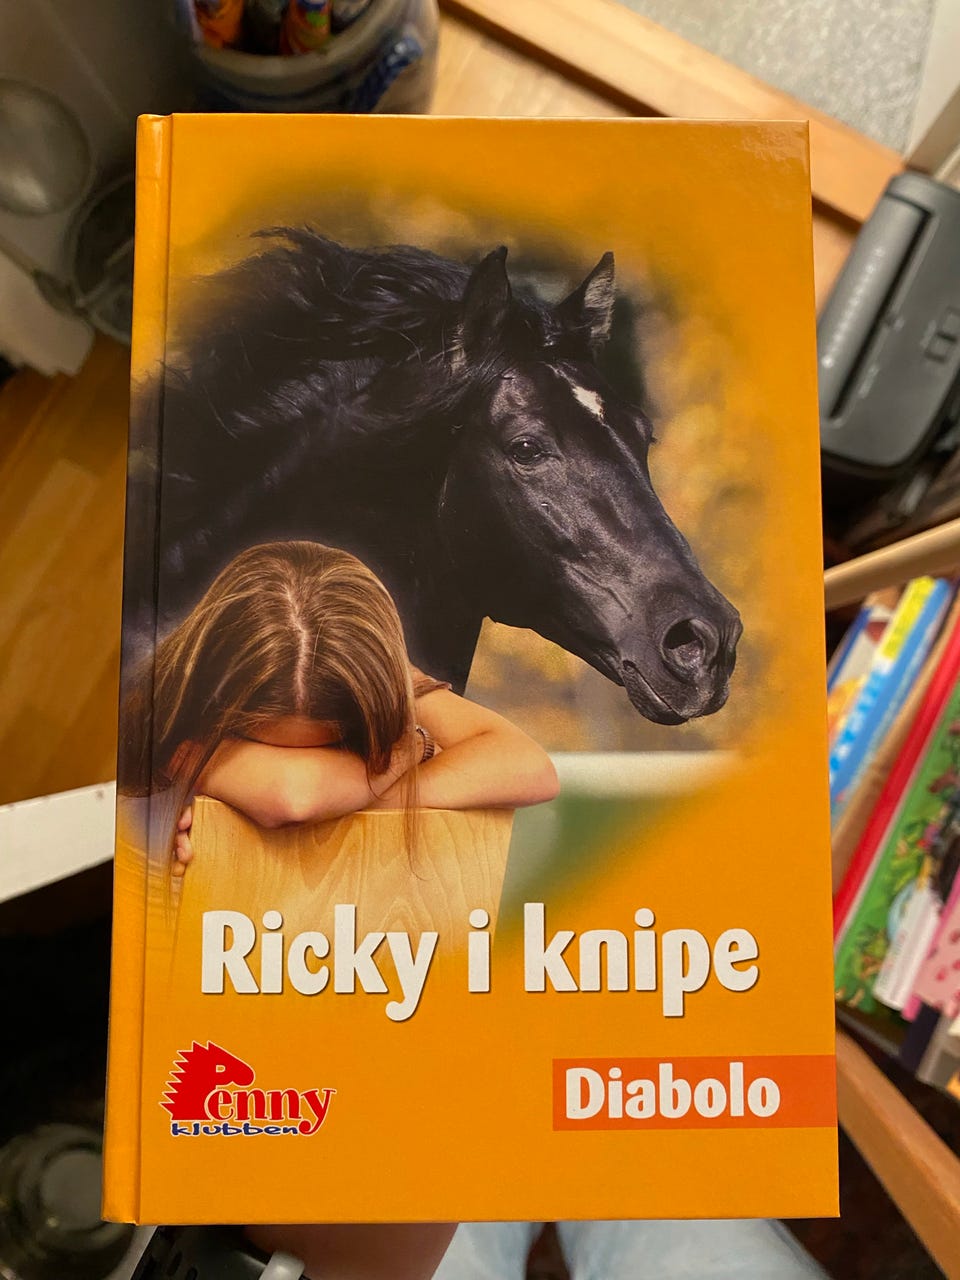 Ricky i knipe
Penny
klubben
Diabolo